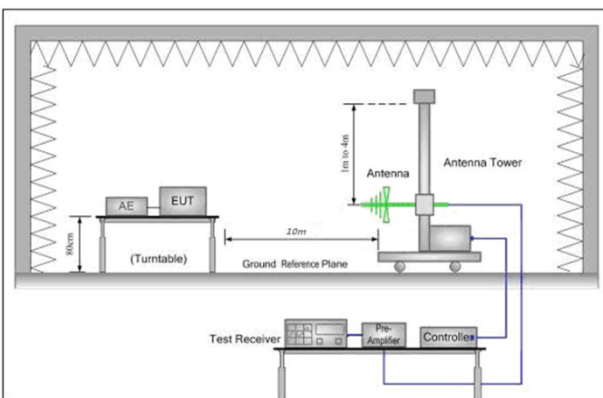 1m to 4m
Antenna
Antenna Tower
AE
EUT
80cm
(Turntable)
10m
Ground Reference Plane
Test Receiver
Pre-
Amplifier
Controller